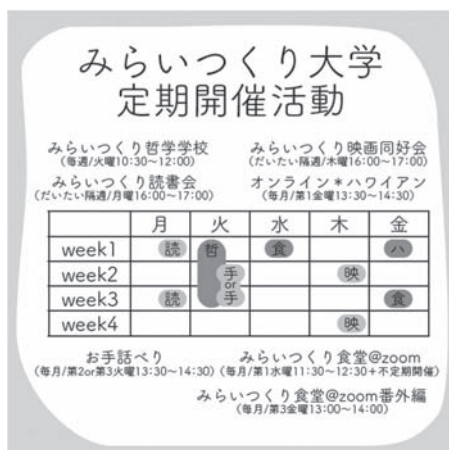 みらいつくり大学
定期開催活動
みらいつくり哲学学校
(毎週/火曜10:30~12:00)
みらいつくり映画同好会
(だいたい隔週/木曜16:00~17:00)
みらいつくり読書会
(だいたい隔週/月曜16:00~17:00)
オンライン*ハワイアン
(毎月/第1金曜13:30~14:30)
月 火 水 木 金
week1 読 哲 食 ハ
week2 手 映
or
week3 読 手 食
week4 映
お手話べり
(毎月/第2or第3火曜13:30~14:30)
みらいつくり食堂@zoom
(毎月/第1水曜11:30~12:30+不定期開催)
みらいつくり食堂@zoom番外編
(毎月/第3金曜13:00~14:00)